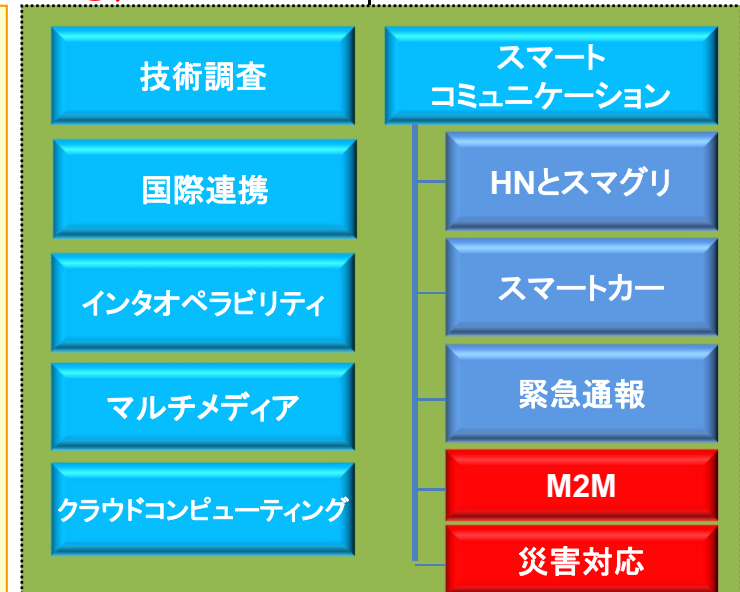 技術調査
国際連携
インタオペラビリティ
マルチメディア
クラウドコンピューティング
スマート
コミュニケーション
HNとスマグリ
スマートカー
緊急通報
M2M
災害対応